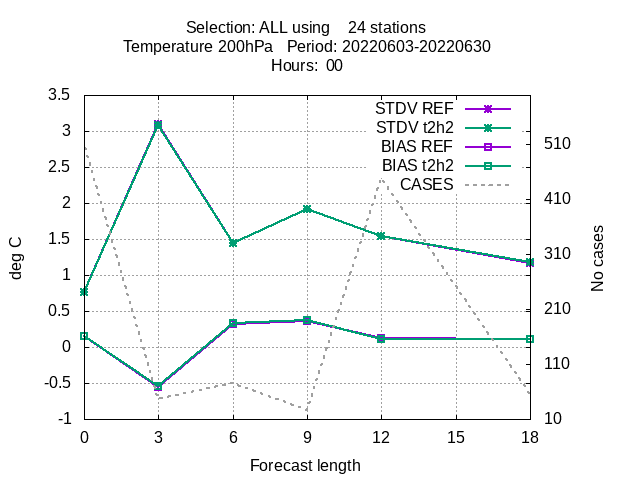 Selection: ALL using    24 stations
Temperature 200hPa   Period: 20220603-20220630
Hours:  00
STDV REF
STDV t2h2
BIAS REF
BIAS t2h2
CASES
3.5
3
2.5
2
1.5
1
0.5
0
-0.5
-1
deg C
510
410
310
210
110
10
No cases
0 3 6 9 12 15 18
Forecast length